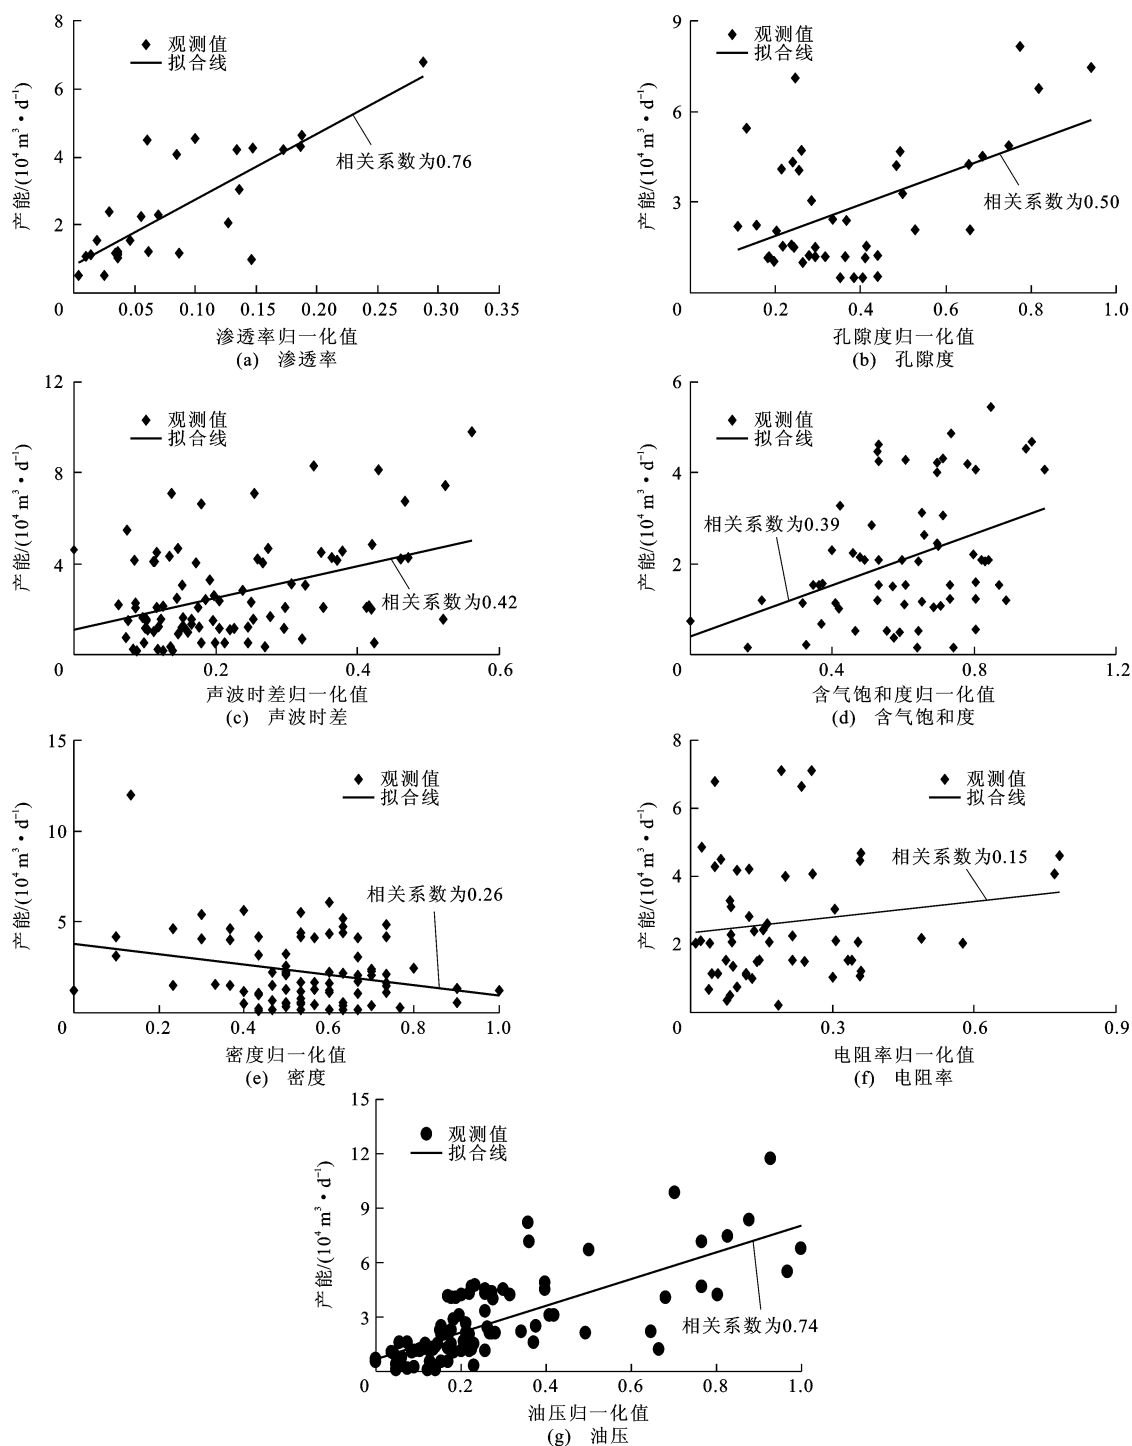 8
6
4
2
0
0.05
0.10
0.15
0.20
0.25
0.30
0.35
产能/(10⁴ m³·d⁻¹)
观测值
拟合线
相关系数为0.76
渗透率归一化值
(a) 渗透率
9
6
3
0
0.2
0.4
0.6
0.8
1.0
产能/(10⁴ m³·d⁻¹)
观测值
拟合线
相关系数为0.50
孔隙度归一化值
(b) 孔隙度
12
8
4
0
0.2
0.4
0.6
产能/(10⁴ m³·d⁻¹)
观测值
拟合线
相关系数为0.42
声波时差归一化值
(c) 声波时差
6
4
2
0
0.4
0.8
1.2
产能/(10⁴ m³·d⁻¹)
观测值
拟合线
相关系数为0.39
含气饱和度归一化值
(d) 含气饱和度
15
10
5
0
0.2
0.4
0.6
0.8
1.0
产能/(10⁴ m³·d⁻¹)
观测值
拟合线
相关系数为0.26
密度归一化值
(e) 密度
8
6
4
2
0
0.3
0.6
0.9
产能/(10⁴ m³·d⁻¹)
观测值
拟合线
相关系数为0.15
电阻率归一化值
(f) 电阻率
15
12
9
6
3
0
0.2
0.4
0.6
0.8
1.0
产能/(10⁴ m³·d⁻¹)
观测值
拟合线
相关系数为0.74
油压归一化值
(g) 油压